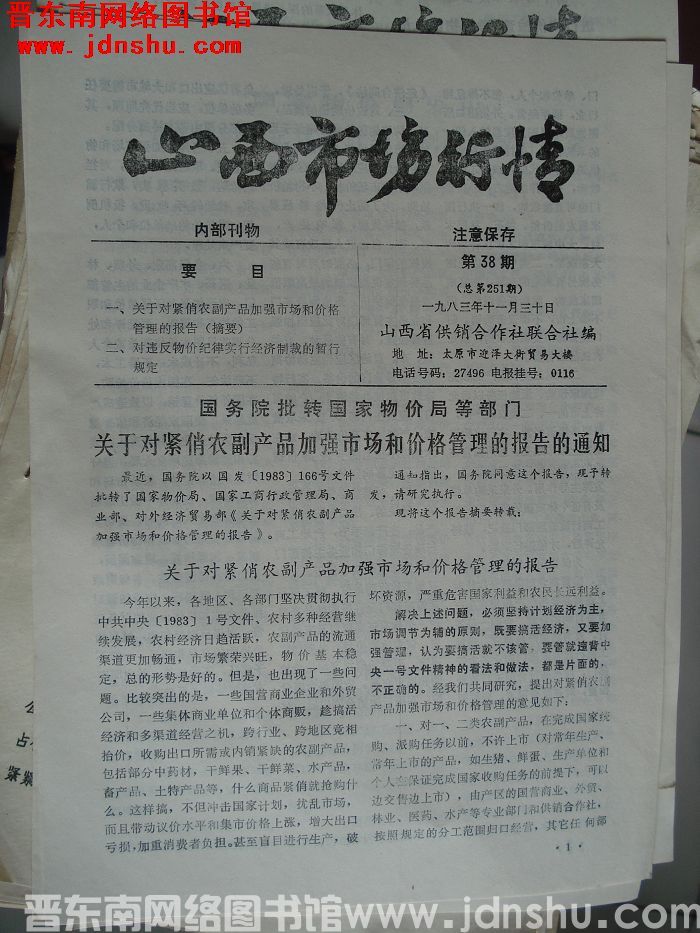 晋东南网络图书馆
www.jdnshu.com
山西市场行情
内部刊物
注意保存
要目
一、关于对紧俏农副产品加强市场和价格
管理的报告（摘要）
二、对违反物价纪律实行经济制裁的暂行
规定
第38期
（总第251期）
一九八三年十一月三十日
山西省供销合作社联合社编
地　址：太原市迎泽大街贸易大楼
电话号码：27496 电报挂号：0116
国务院批转国家物价局等部门
关于对紧俏农副产品加强市场和价格管理的报告的通知
最近，国务院以国发〔1983〕166号文件
批转了国家物价局、国家工商行政管理局、商
业部、对外经济贸易部《关于对紧俏农副产品
加强市场和价格管理的报告》。
通知指出，国务院同意这个报告，现予转
发，请研究执行。
现将这个报告摘要转载：
关于对紧俏农副产品加强市场和价格管理的报告
今年以来，各地区、各部门坚决贯彻执行
中共中央〔1983〕1号文件、农村多种经营继
续发展，农村经济日趋活跃，农副产品的流通
渠道更加畅通，市场繁荣兴旺，物价基本稳
定，总的形势是好的。但是，也出现了一些问
题。比较突出的是，一些国营商业企业和外贸
公司，一些集体商业单位和个体商贩，趁搞活
经济和多渠道经营之机，跨行业、跨地区竞相
抬价，收购出口所需或内销紧缺的农副产品，
包括部分中药材，干鲜果、干鲜菜、水产品，
畜产品、土特产品等，什么商品紧俏就抢购什
么。这样搞，不但冲击国家计划，扰乱市场，
而且带动议价水平和集市价格上涨，增大出口
亏损，加重消费者负担。甚至盲目进行生产，破
坏资源，严重危害国家利益和农民长远利益。
解决上述问题，必须坚持计划经济为主，
市场调节为辅的原则，既要搞活经济，又要加
强管理，认为要搞活就不该管，要管就违背中
央一号文件精神的看法和做法，都是片面的，
不正确的。经我们共同研究，提出对紧俏农副
产品加强市场和价格管理的意见如下：
一、对一、二类农副产品，在完成国家统
购、派购任务以前，不许上市（对常年生产、
常年上市的产品，如生猪、鲜蛋、生产单位和
个人在保证完成国家收购任务的前提下，可以
边交售边上市），由产区的国营商业、外贸、
林业、医药、水产等专业部门和供销合作社，
按照规定的分工范围归口经营，其它任何部
·1·
晋东南网络图书馆www.jdnshu.com